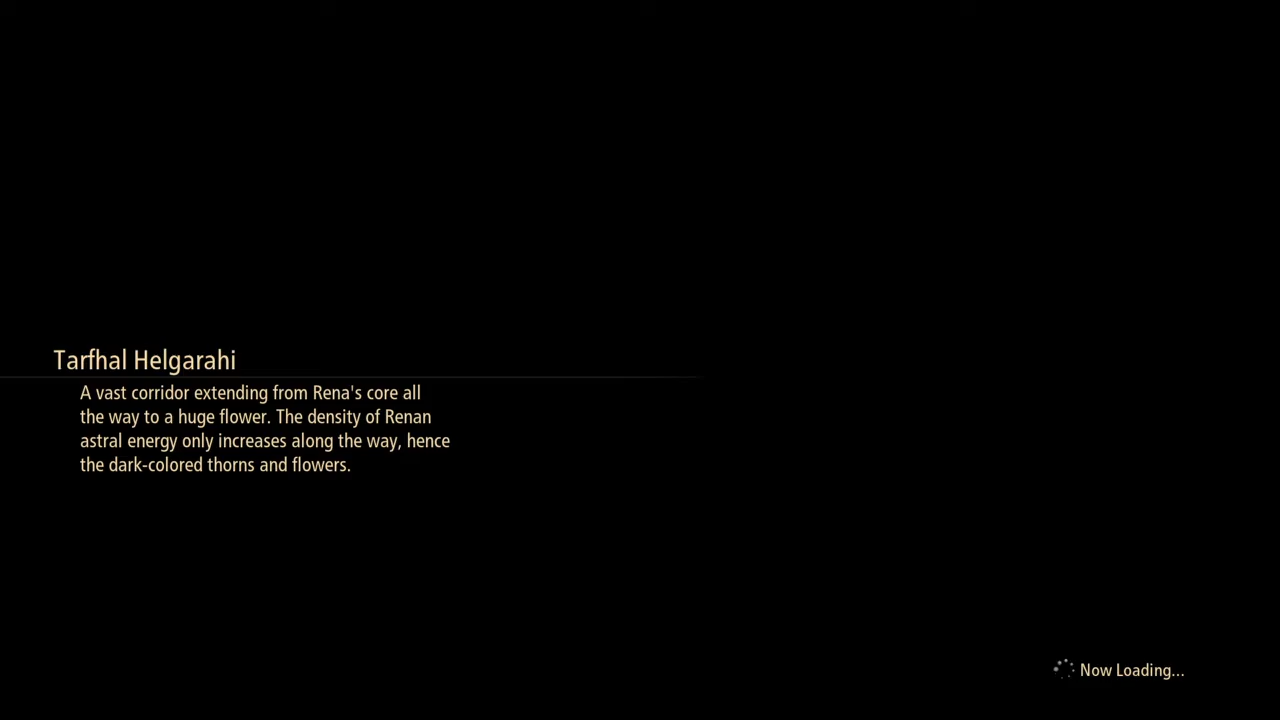 Tarfhal Helgarahi
A vast corridor extending from Rena's core all
the way to a huge flower. The density of Renan
astral energy only increases along the way, hence
the dark-colored thorns and flowers.
Now Loading...